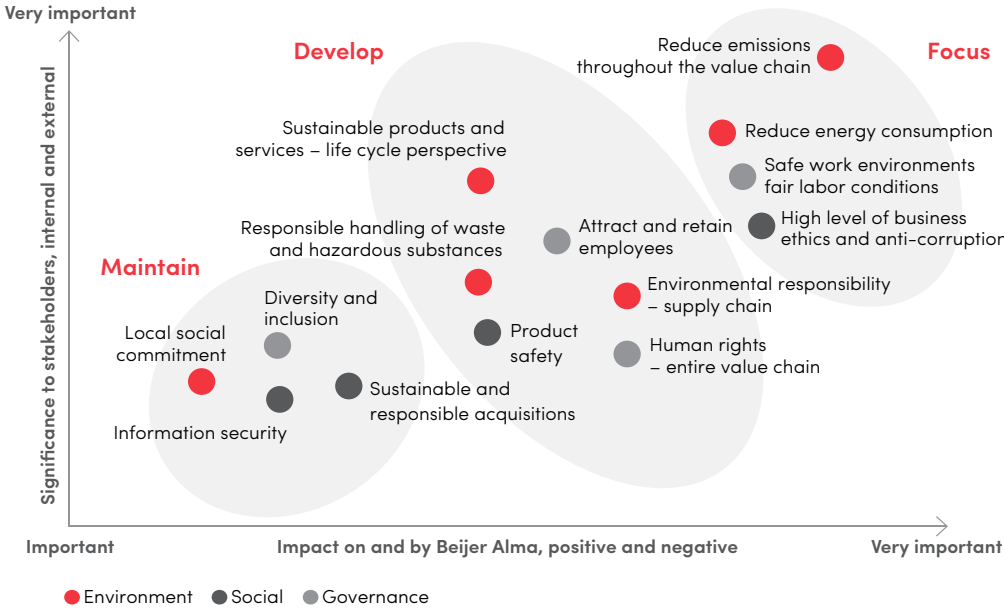 Very important
Develop
Focus
Reduce emissions
throughout the value chain
Reduce energy consumption
Sustainable products and
services – life cycle perspective
Safe work environments
fair labor conditions
High level of business
ethics and anti-corruption
Responsible handling of waste
and hazardous substances
Attract and retain
employees
Environmental responsibility
– supply chain
Maintain
Diversity and
inclusion
Local social
commitment
Product
safety
Human rights
– entire value chain
Sustainable and
responsible acquisitions
Information security
Significance to stakeholders, internal and external
Important
Impact on and by Beijer Alma, positive and negative
Very important
Environment
Social
Governance